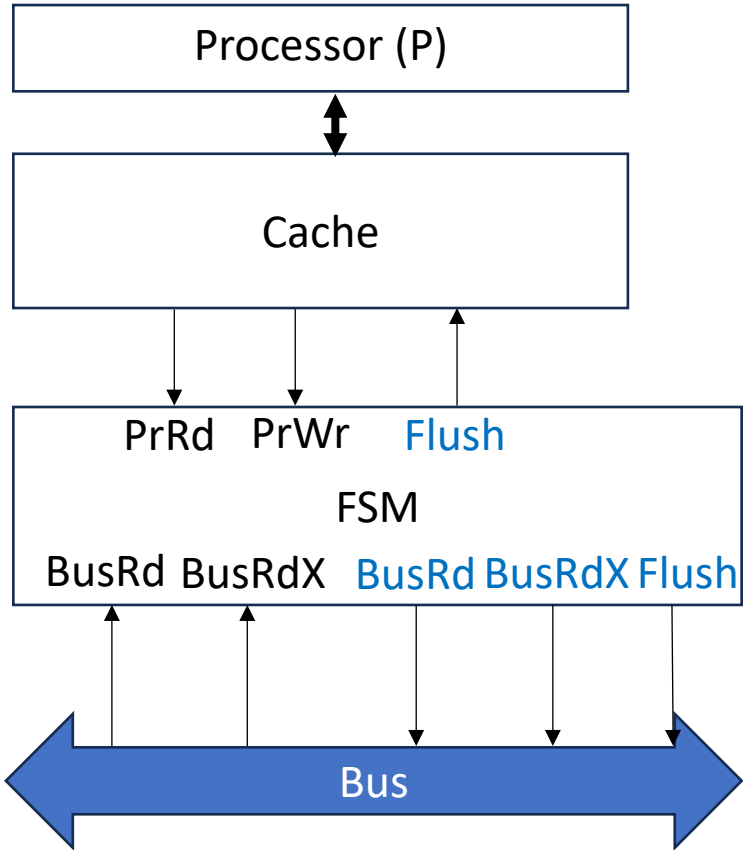 Processor (P)
Cache
PrRd PrWr Flush
FSM
BusRd BusRdX BusRd BusRdX Flush
Bus